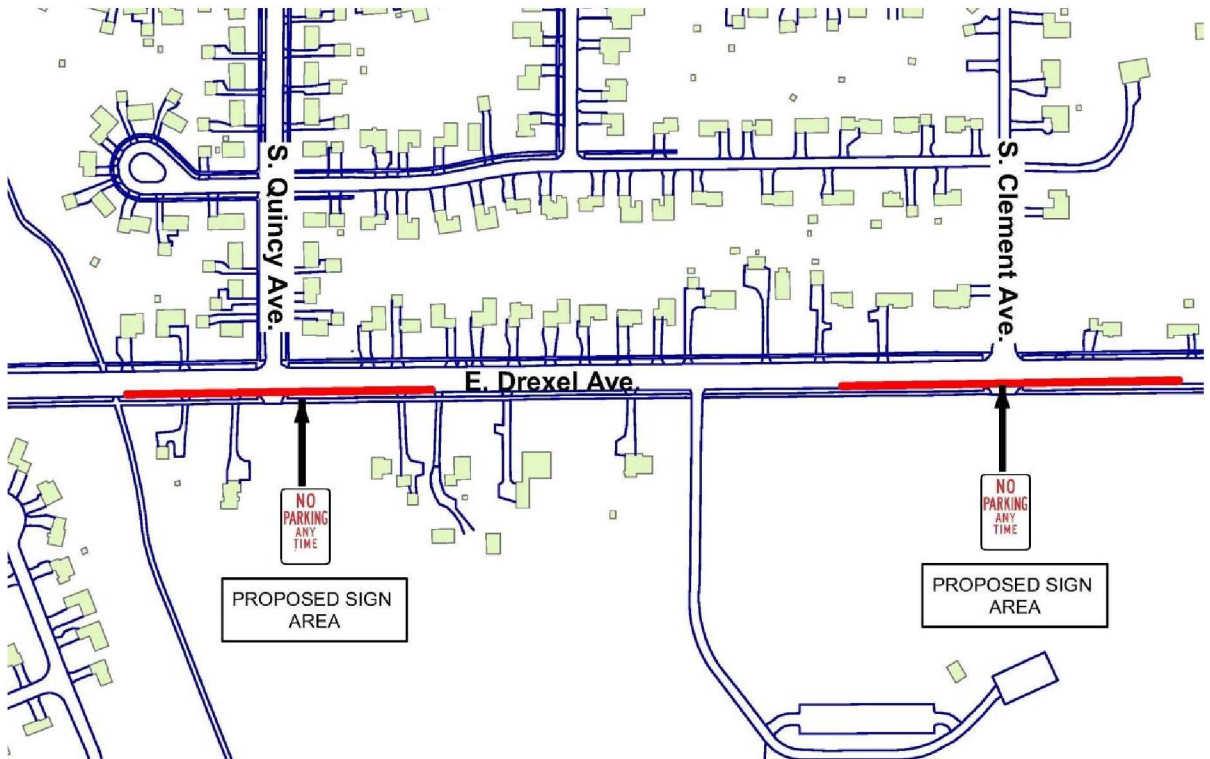 S. Quincy Ave.
S. Clement Ave.
E. Drexel Ave.
NO
PARKING
ANY
TIME
PROPOSED SIGN
AREA
NO
PARKING
ANY
TIME
PROPOSED SIGN
AREA